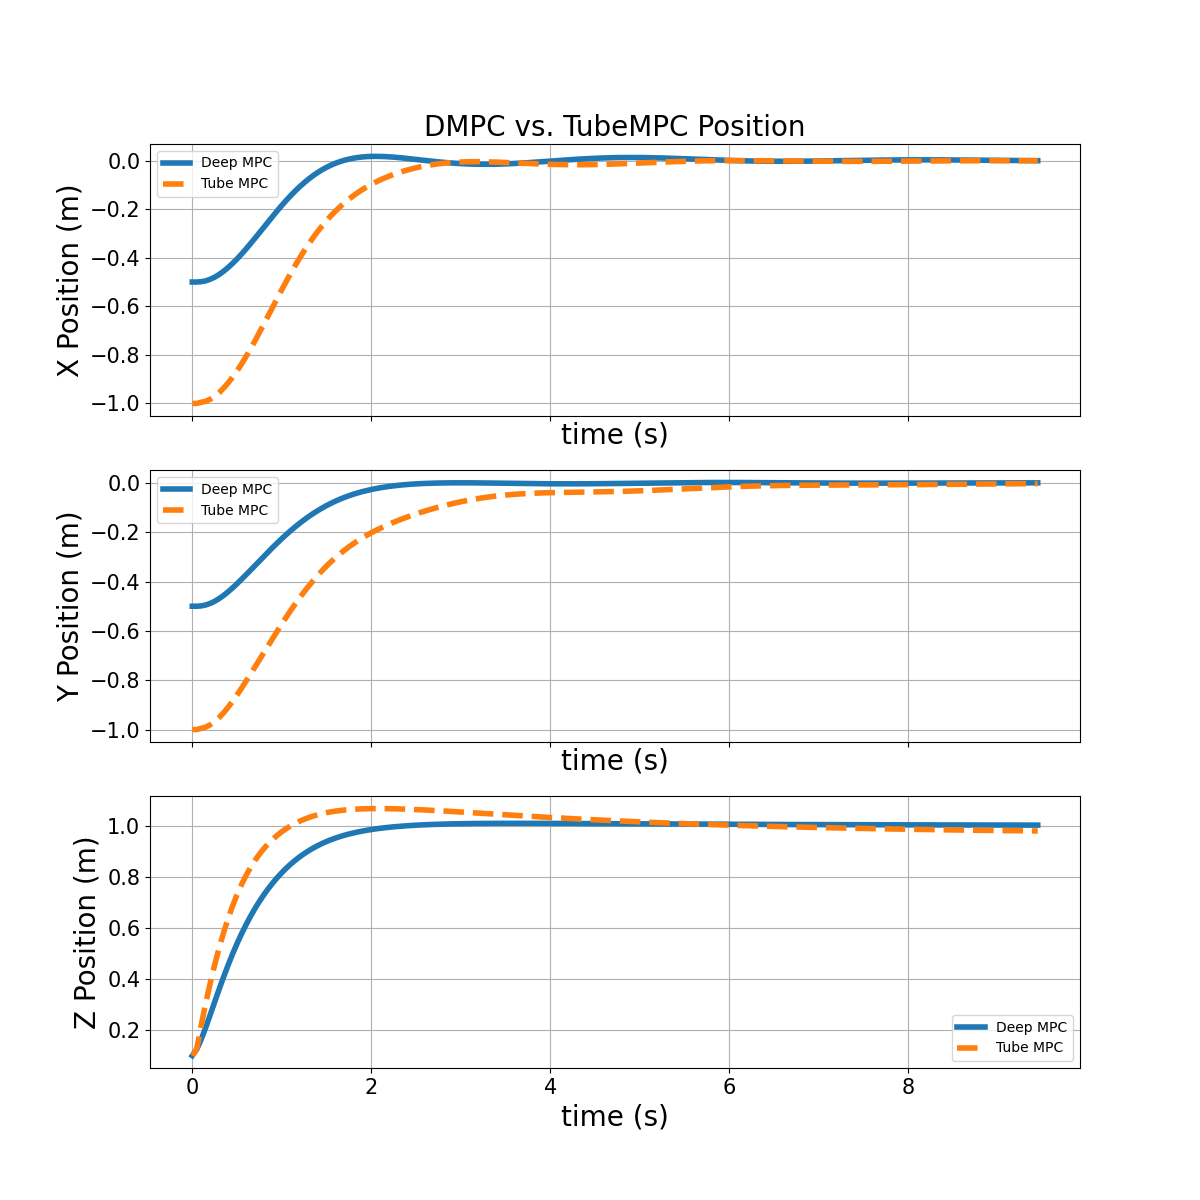 DMPC vs. TubeMPC Position
Deep MPC
Tube MPC
0.0
−0.2
−0.4
−0.6
−0.8
−1.0
X Position (m)
time (s)
Deep MPC
Tube MPC
0.0
−0.2
−0.4
−0.6
−0.8
−1.0
Y Position (m)
time (s)
1.0
0.8
0.6
0.4
0.2
Z Position (m)
Deep MPC
Tube MPC
0 2 4 6 8
time (s)